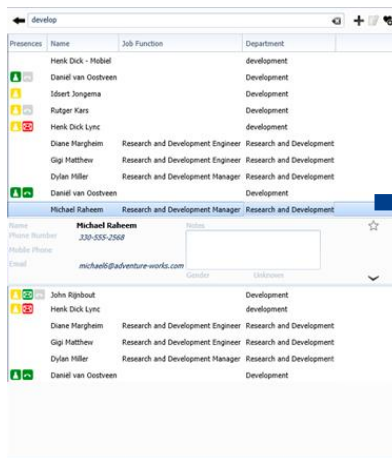 develop
Presences Name Job Function Department
Henk Dick - Mobiel development
Daniël van Oostveen Development
Idsert Jongema Development
Rutger Kars Development
Henk Dick Lync development
Diane Margheim Research and Development Engineer Research and Development
Gigi Matthew Research and Development Engineer Research and Development
Dylan Miller Research and Development Manager Research and Development
Daniël van Oostveen Development
Michael Raheem Research and Development Manager Research and Development
Name Michael Raheem Notes
Phone Number 330-555-2568
Mobile Phone
Email michael6@adventure-works.com
Gender Unknown
John Rijnbout Development
Henk Dick Lync development
Diane Margheim Research and Development Engineer Research and Development
Gigi Matthew Research and Development Engineer Research and Development
Dylan Miller Research and Development Manager Research and Development
Daniël van Oostveen Development